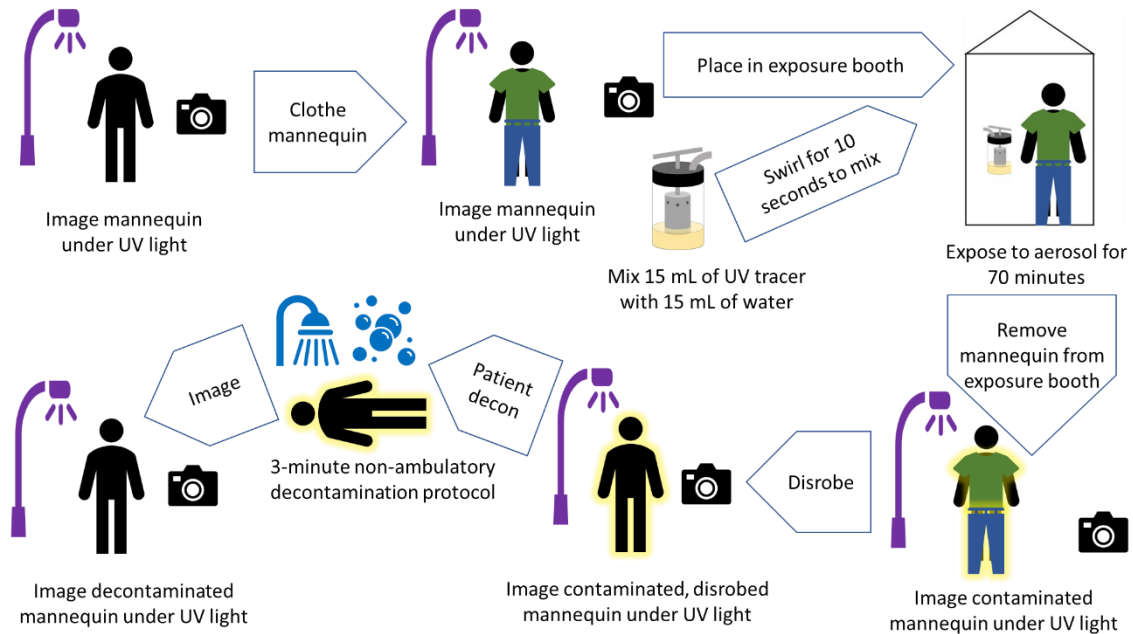 Image mannequin
under UV light
Clothe
mannequin
Image mannequin
under UV light
Place in exposure booth
Mix 15 mL of UV tracer
with 15 mL of water
Swirl for 10
seconds to mix
Expose to aerosol for
70 minutes
Remove
mannequin from
exposure booth
Image contaminated
mannequin under UV light
Disrobe
Image contaminated, disrobed
mannequin under UV light
Patient
decon
3-minute non-ambulatory
decontamination protocol
Image
Image decontaminated
mannequin under UV light